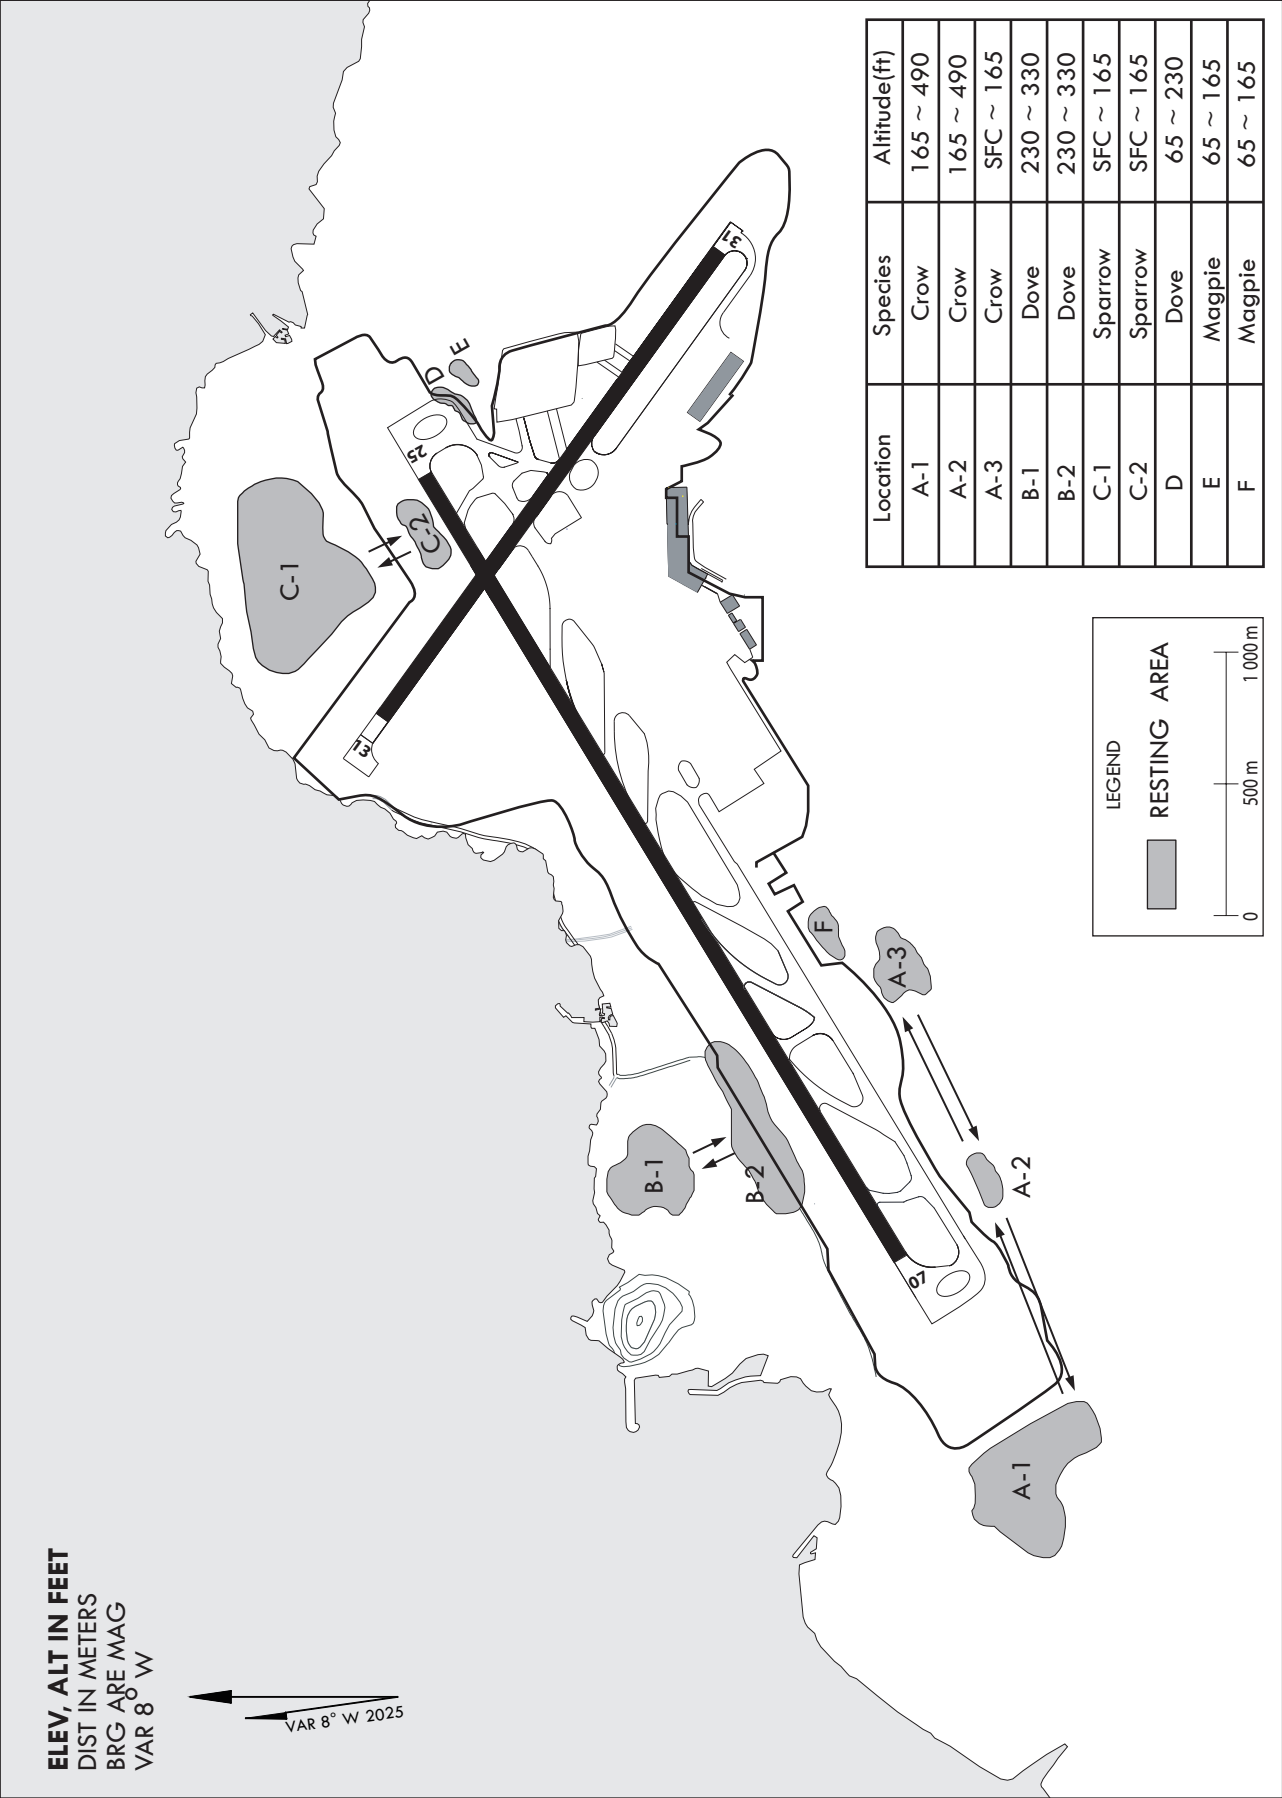 ELEV, ALT IN FEET
DIST IN METERS
BRG ARE MAG
VAR 8° W
VAR 8° W 2025
C-1
C-2
D
E
25
13
31
07
B-1
B-2
F
A-3
A-2
A-1
Location Species Altitude(ft)
A-1 Crow 165 ~ 490
A-2 Crow 165 ~ 490
A-3 Crow SFC ~ 165
B-1 Dove 230 ~ 330
B-2 Dove 230 ~ 330
C-1 Sparrow SFC ~ 165
C-2 Sparrow SFC ~ 165
D Dove 65 ~ 230
E Magpie 65 ~ 165
F Magpie 65 ~ 165
LEGEND
RESTING AREA
0 500 m 1 000 m